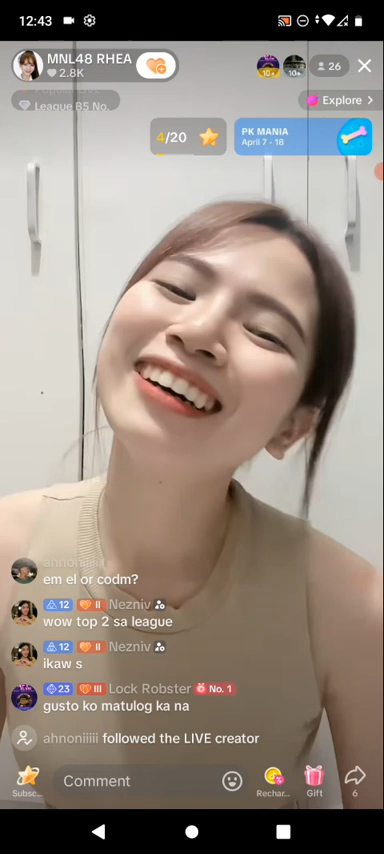 12:43
MNL48 RHEA
2.8K
10+
10+
26
League B5 No.
Explore >
4/20
PK MANIA
April 7 - 18
em el or codm?
12 II Nezniv
wow top 2 sa league
12 II Nezniv
ikaw s
23 III Lock Robster No. 1
gusto ko matulog ka na
ahnoniiiii followed the LIVE creator
Subsc...
Comment
Rechar...
Gift
6